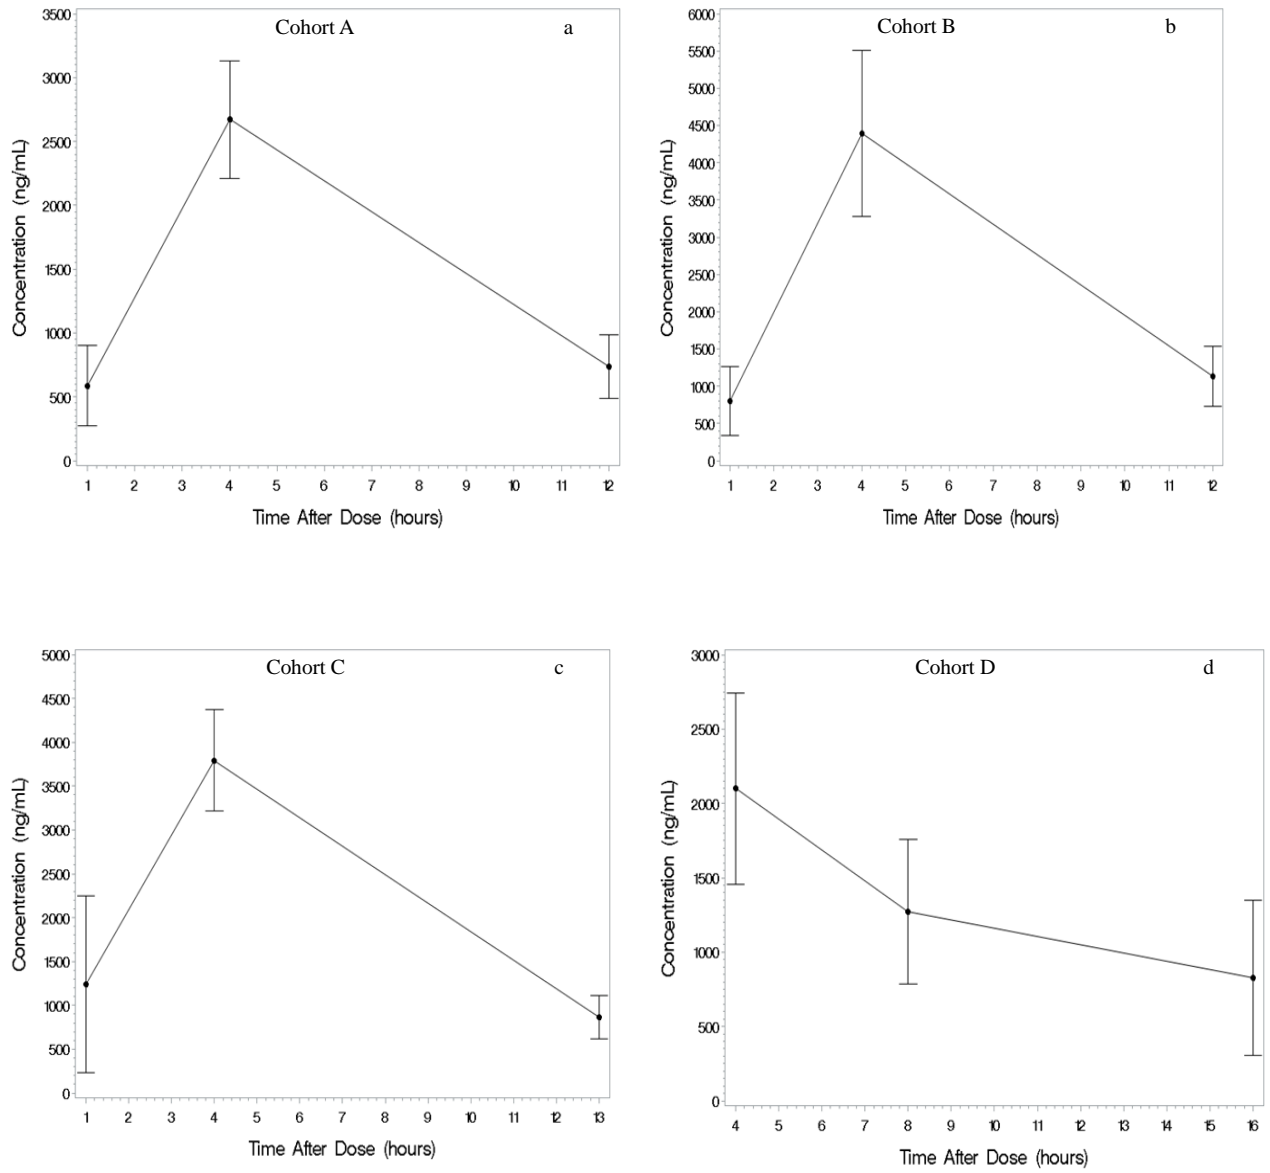 Cohort A
a
3500
3000
2500
2000
1500
1000
500
0
Concentration (ng/mL)
1 2 3 4 5 6 7 8 9 10 11 12
Time After Dose (hours)
Cohort B
b
6000
5500
5000
4500
4000
3500
3000
2500
2000
1500
1000
500
0
Concentration (ng/mL)
1 2 3 4 5 6 7 8 9 10 11 12
Time After Dose (hours)
Cohort C
c
5000
4500
4000
3500
3000
2500
2000
1500
1000
500
0
Concentration (ng/mL)
1 2 3 4 5 6 7 8 9 10 11 12 13
Time After Dose (hours)
Cohort D
d
3000
2500
2000
1500
1000
500
0
Concentration (ng/mL)
4 5 6 7 8 9 10 11 12 13 14 15 16
Time After Dose (hours)